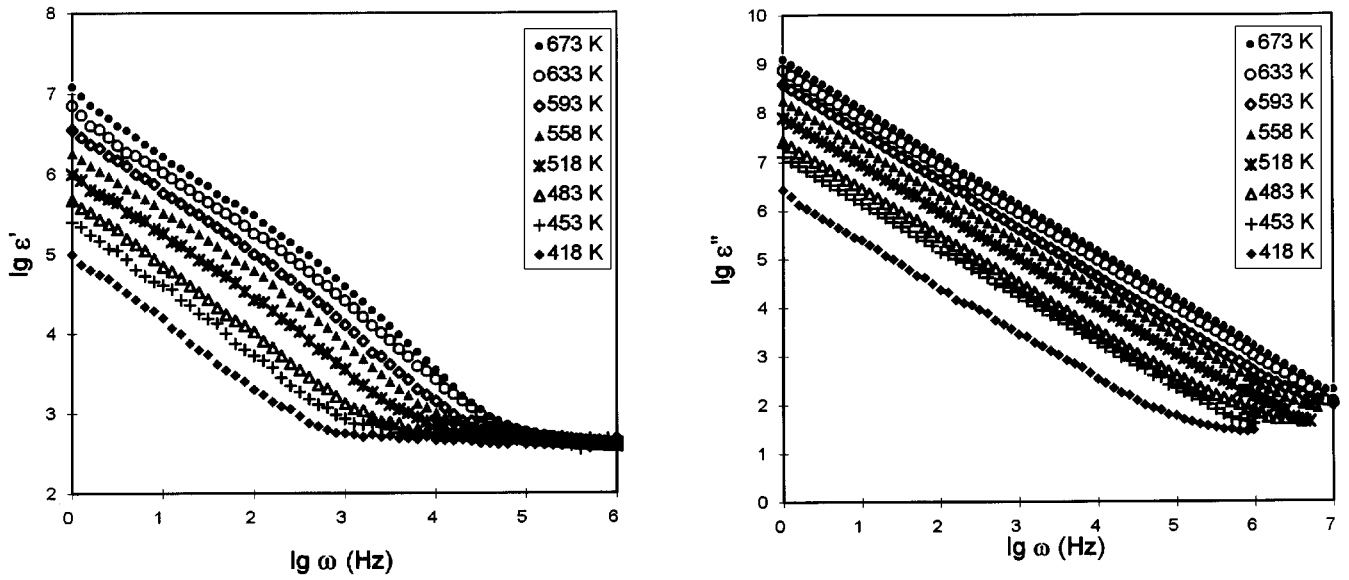 8
7
6
5
4
3
2
lg ε'
0 1 2 3 4 5 6
lg ω (Hz)
673 K
633 K
593 K
558 K
518 K
483 K
453 K
418 K
10
9
8
7
6
5
4
3
2
1
0
lg ε''
0 1 2 3 4 5 6 7
lg ω (Hz)
673 K
633 K
593 K
558 K
518 K
483 K
453 K
418 K